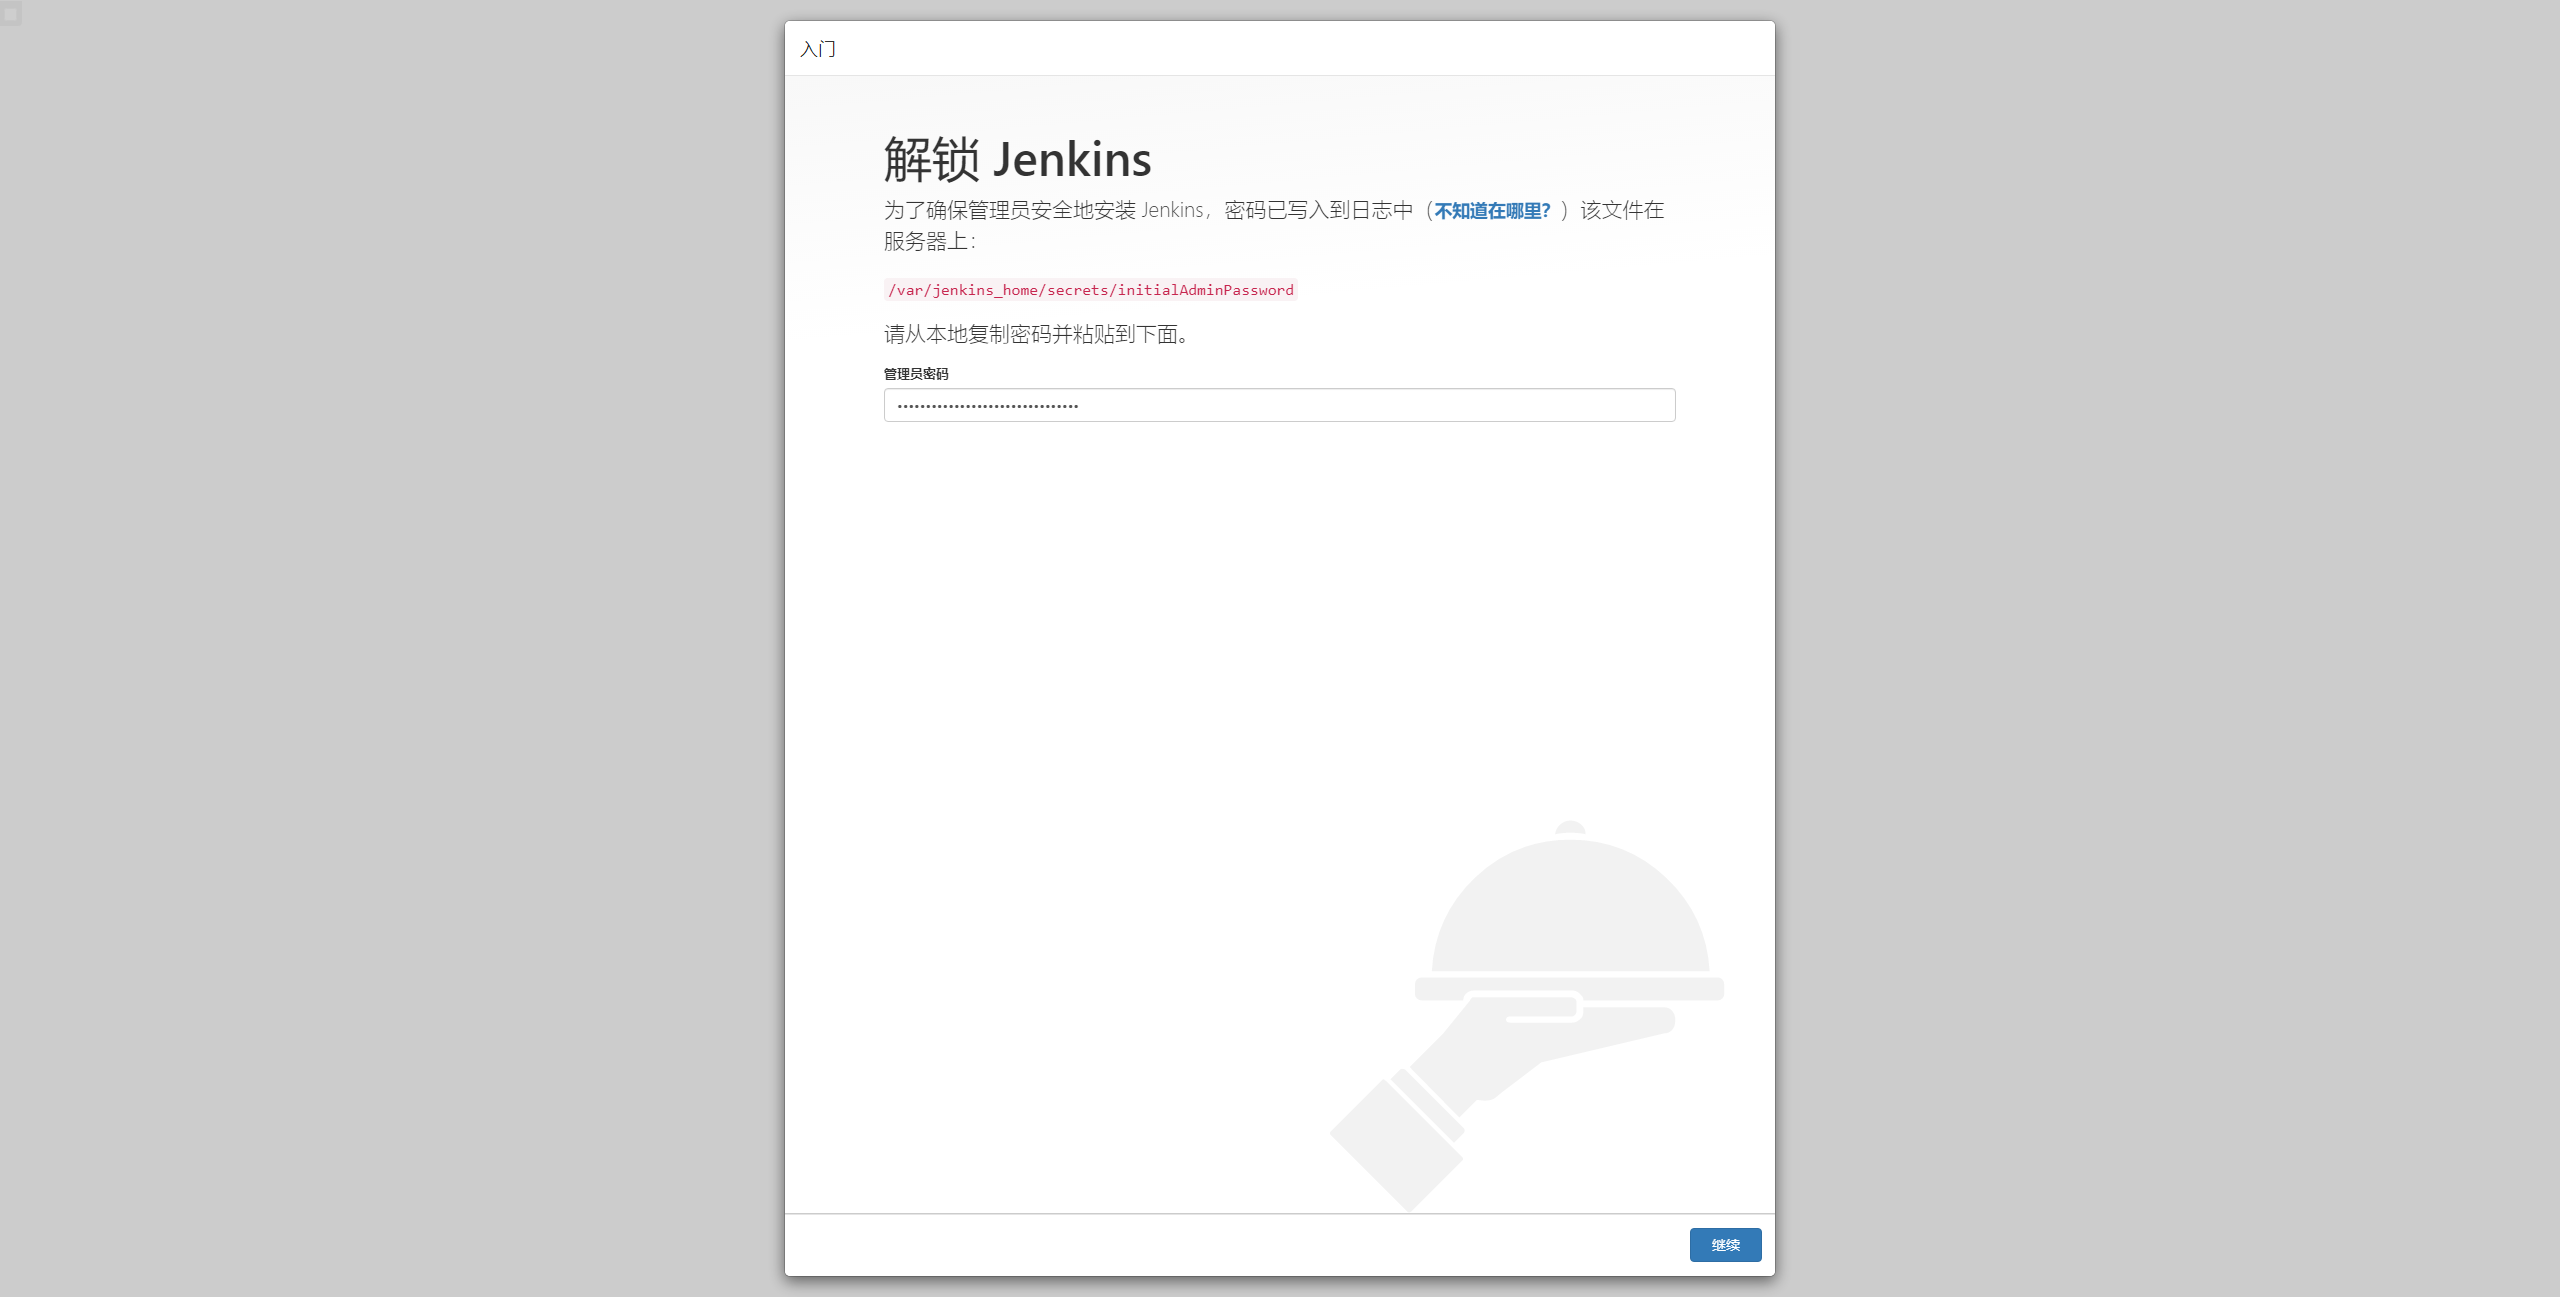 入门
解锁 Jenkins
为了确保管理员安全地安装 Jenkins，密码已写入到日志中（不知道在哪里？）该文件在
服务器上：
/var/jenkins_home/secrets/initialAdminPassword
请从本地复制密码并粘贴到下面。
管理员密码
••••••••••••••••••••••••••••••••
继续